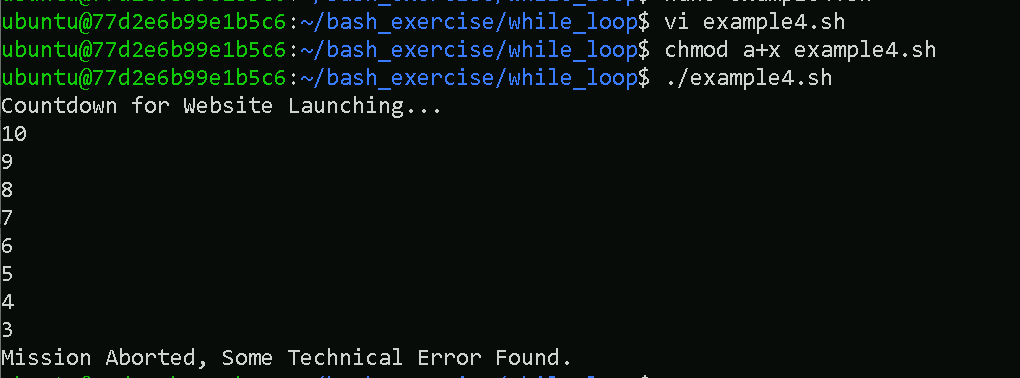 ubuntu@77d2e6b99e1b5c6:~/bash_exercise/while_loop$ vi example4.sh
ubuntu@77d2e6b99e1b5c6:~/bash_exercise/while_loop$ chmod a+x example4.sh
ubuntu@77d2e6b99e1b5c6:~/bash_exercise/while_loop$ ./example4.sh
Countdown for Website Launching...
10
9
8
7
6
5
4
3
Mission Aborted, Some Technical Error Found.